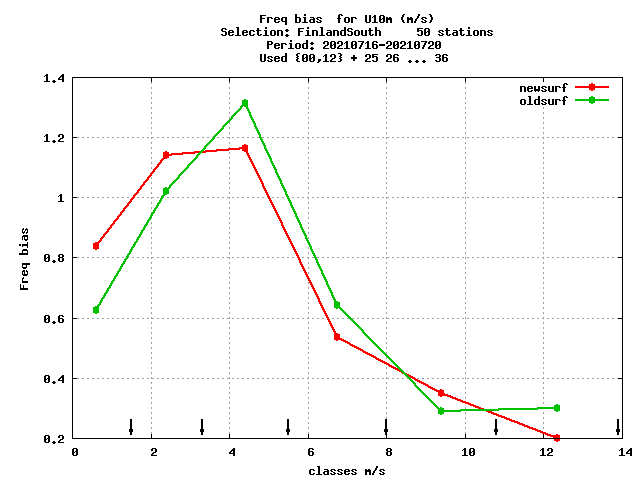 Freq bias  for U10m (m/s)
Selection: FinlandSouth     50 stations
Period: 20210716-20210720
Used {00,12} + 25 26 ... 36
newsurf
oldsurf
1.4
1.2
1
0.8
0.6
0.4
0.2
Freq bias
0 2 4 6 8 10 12 14
classes m/s